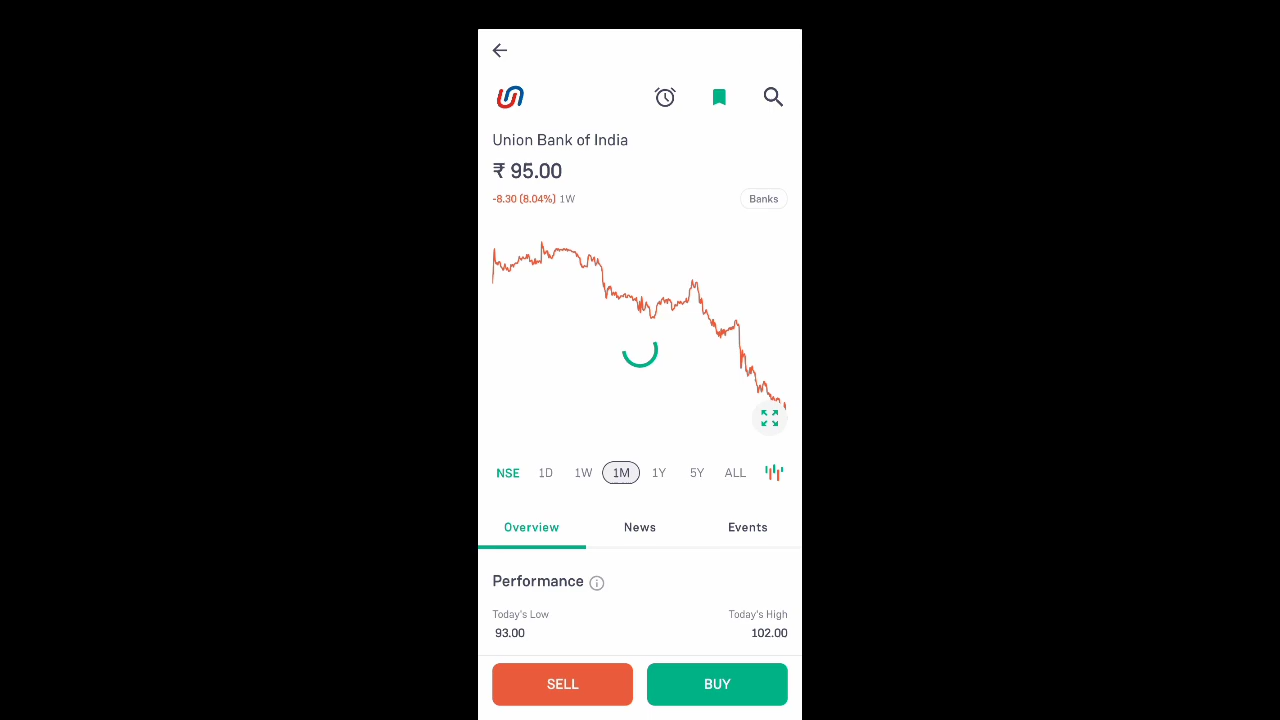 Union Bank of India
₹ 95.00
-8.30 (8.04%) 1W
Banks
NSE 1D 1W 1M 1Y 5Y ALL
Overview News Events
Performance
Today's Low Today's High
93.00 102.00
SELL BUY